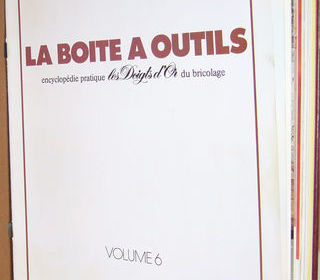 LA BOITE A OUTILS
encyclopédie pratique les Doigts d'Or du bricolage
VOLUME 6